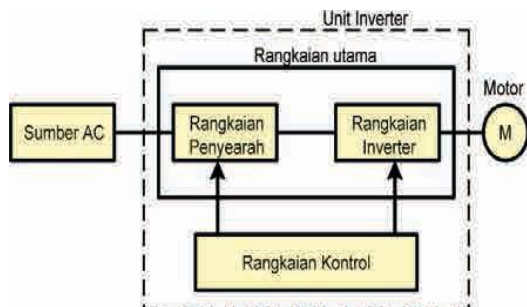 Unit Inverter
Rangkaian utama
Motor
Sumber AC
Rangkaian
Penyearah
Rangkaian
Inverter
M
Rangkaian Kontrol